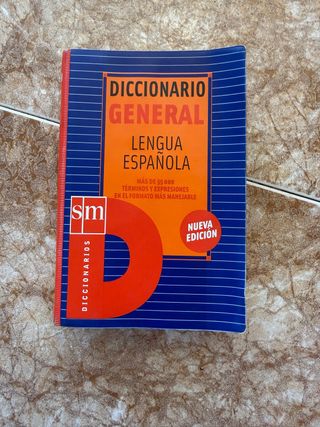 DICCIONARIO
GENERAL
LENGUA
ESPAÑOLA
MÁS DE 95 000
TÉRMINOS Y EXPRESIONES
EN EL FORMATO MÁS MANEJABLE
NUEVA
EDICIÓN
sm
DICCIONARIOS